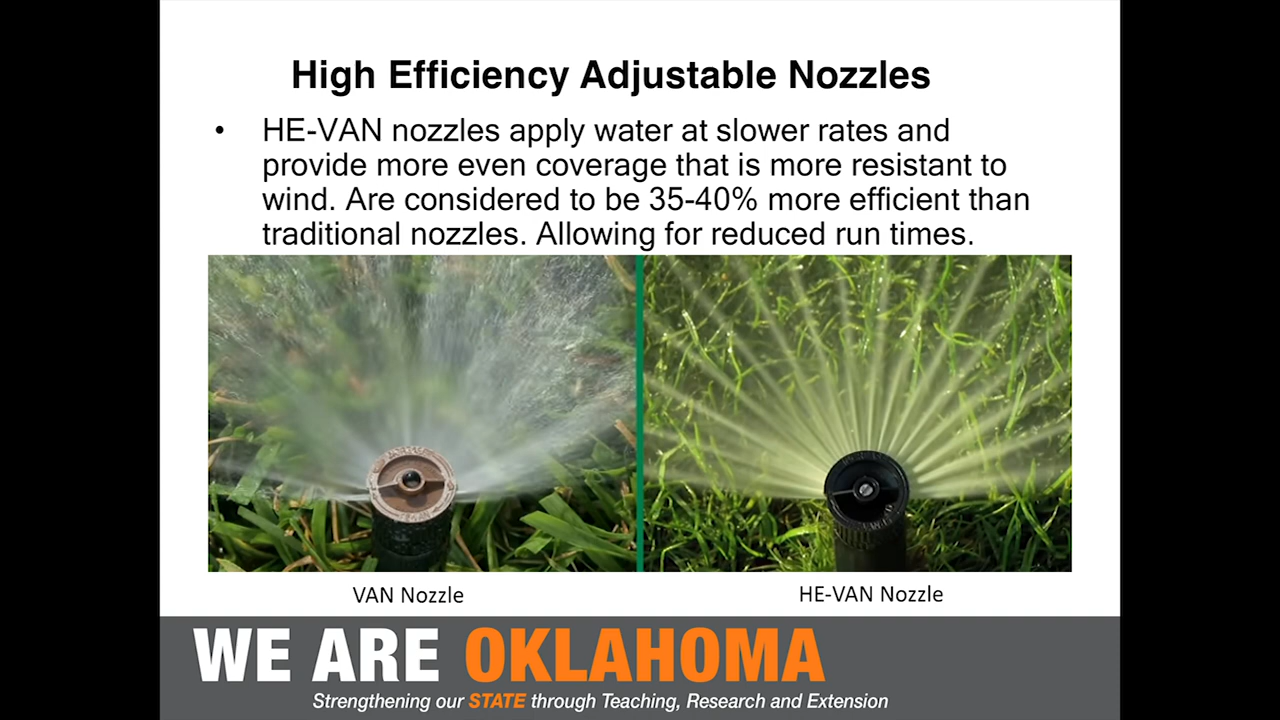 High Efficiency Adjustable Nozzles
• HE-VAN nozzles apply water at slower rates and
provide more even coverage that is more resistant to
wind. Are considered to be 35-40% more efficient than
traditional nozzles. Allowing for reduced run times.
VAN Nozzle
HE-VAN Nozzle
WE ARE OKLAHOMA
Strengthening our STATE through Teaching, Research and Extension